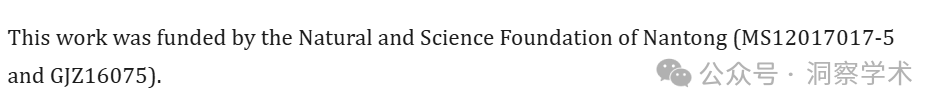 This work was funded by the Natural and Science Foundation of Nantong (MS12017017-5
and GJZ16075).
公众号 · 洞察学术